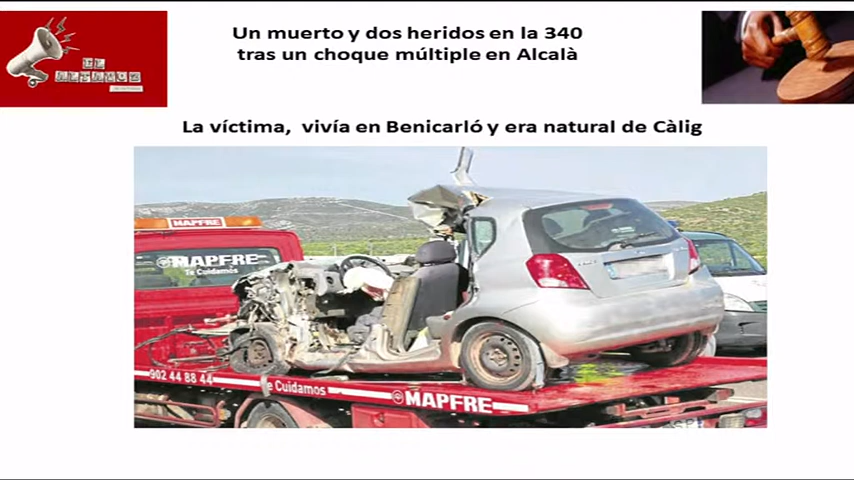 Un muerto y dos heridos en la 340
tras un choque múltiple en Alcalà
EL
La víctima, vivía en Benicarló y era natural de Càlig
MAPFRE
MAPFRE
Te Cuidamos
902 44 88 44
Te Cuidamos
MAPFRE